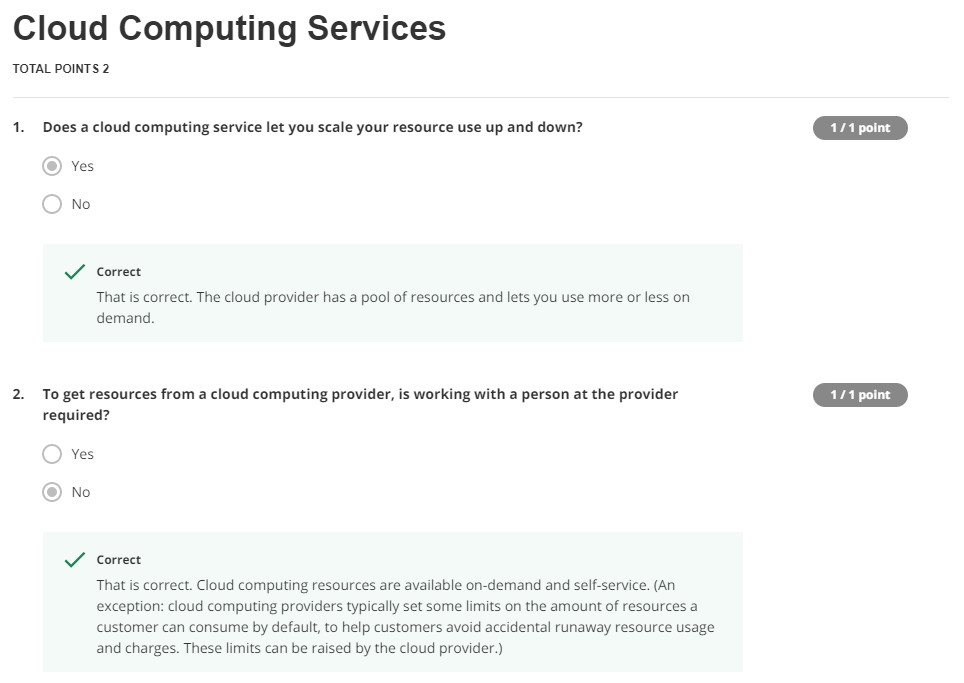 Cloud Computing Services
TOTAL POINTS 2
1. Does a cloud computing service let you scale your resource use up and down?
1 / 1 point
Yes
No
Correct
That is correct. The cloud provider has a pool of resources and lets you use more or less on
demand.
2. To get resources from a cloud computing provider, is working with a person at the provider
required?
1 / 1 point
Yes
No
Correct
That is correct. Cloud computing resources are available on-demand and self-service. (An
exception: cloud computing providers typically set some limits on the amount of resources a
customer can consume by default, to help customers avoid accidental runaway resource usage
and charges. These limits can be raised by the cloud provider.)